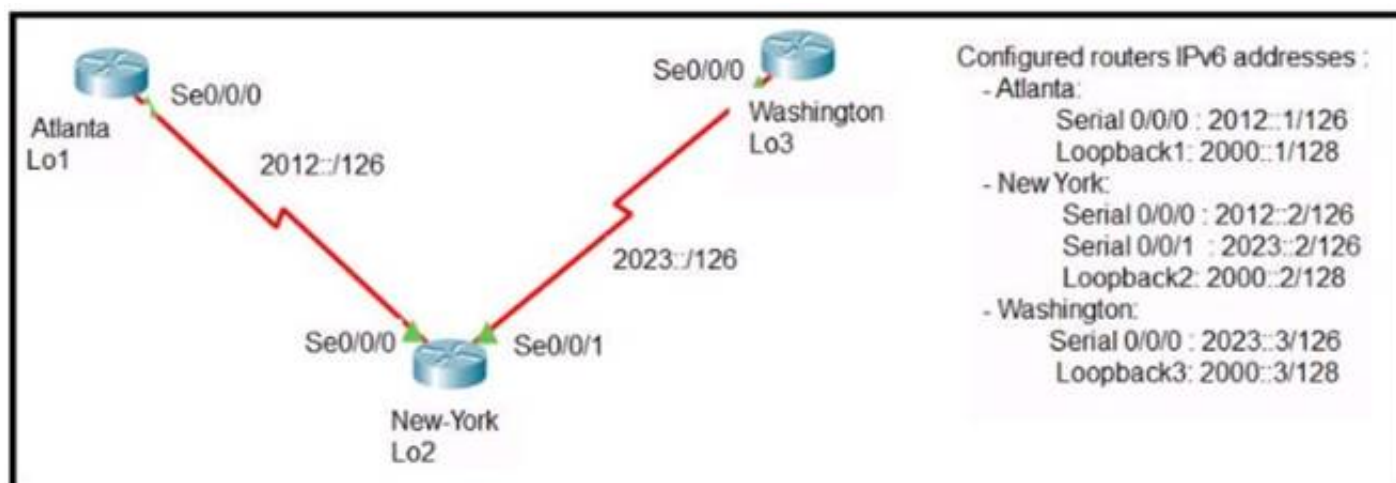 Se0/0/0
Atlanta
Lo1
2012::/126
Se0/0/0
Washington
Lo3
2023::/126
Se0/0/0
Se0/0/1
New-York
Lo2
Configured routers IPv6 addresses :
- Atlanta:
Serial 0/0/0 : 2012::1/126
Loopback1: 2000::1/128
- New York:
Serial 0/0/0 : 2012::2/126
Serial 0/0/1 : 2023::2/126
Loopback2: 2000::2/128
- Washington:
Serial 0/0/0 : 2023::3/126
Loopback3: 2000::3/128